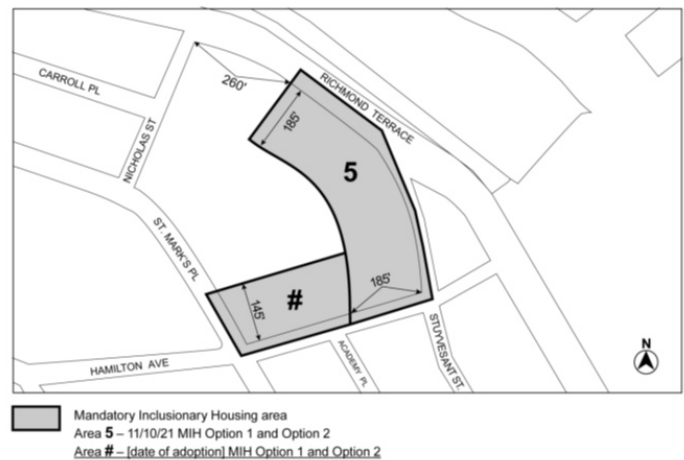 CARROLL PL
NICHOLAS ST
260'
RICHMOND TERRACE
185'
5
ST. MARK'S PL
#
145'
185'
HAMILTON AVE
ACADEMY PL
STUYVESANT ST.
N
Mandatory Inclusionary Housing area
Area 5 – 11/10/21 MIH Option 1 and Option 2
Area # – [date of adoption] MIH Option 1 and Option 2